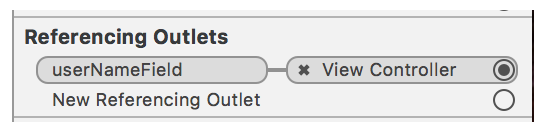 Referencing Outlets
userNameField ✖ View Controller
New Referencing Outlet